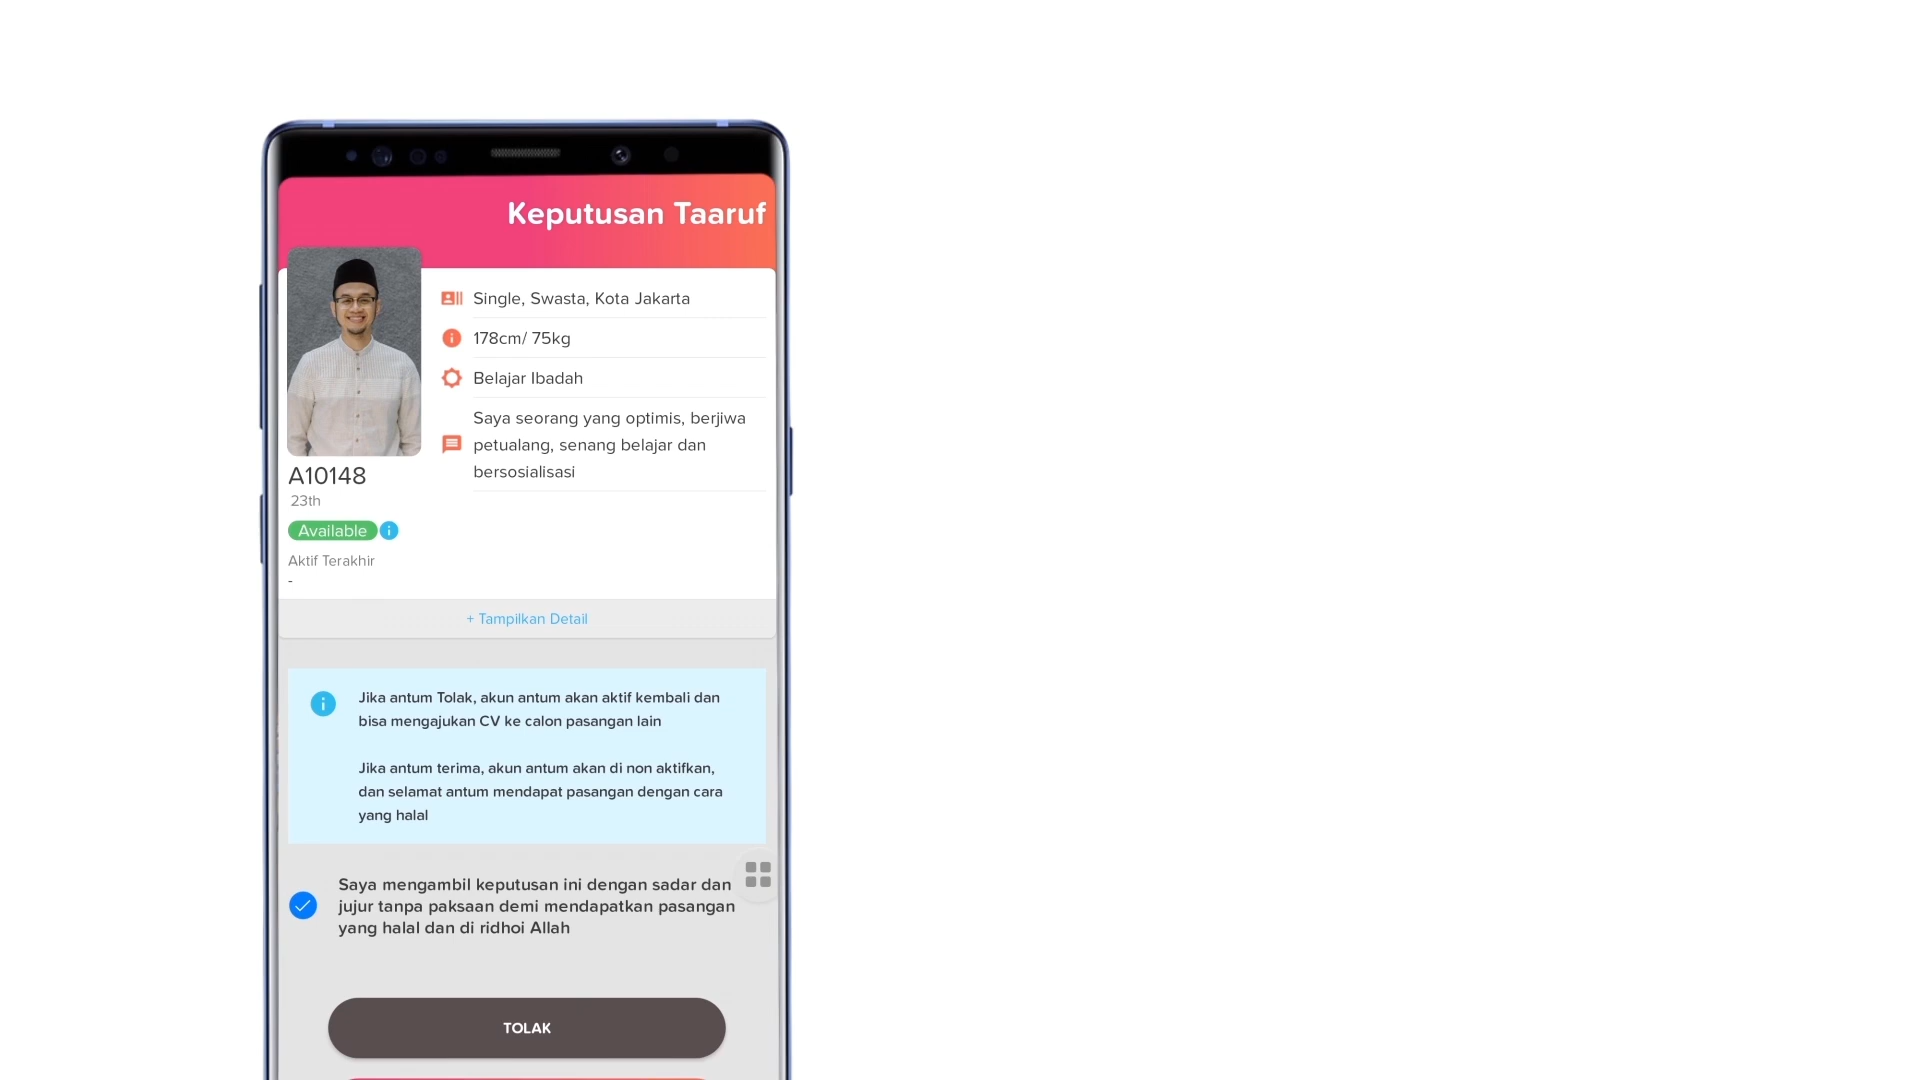 Keputusan Taaruf
Single, Swasta, Kota Jakarta
178cm/ 75kg
Belajar Ibadah
Saya seorang yang optimis, berjiwa
petualang, senang belajar dan
bersosialisasi
A10148
23th
Available
Aktif Terakhir
-
+ Tampilkan Detail
Jika antum Tolak, akun antum akan aktif kembali dan
bisa mengajukan CV ke calon pasangan lain
Jika antum terima, akun antum akan di non aktifkan,
dan selamat antum mendapat pasangan dengan cara
yang halal
Saya mengambil keputusan ini dengan sadar dan
jujur tanpa paksaan demi mendapatkan pasangan
yang halal dan di ridhoi Allah
TOLAK